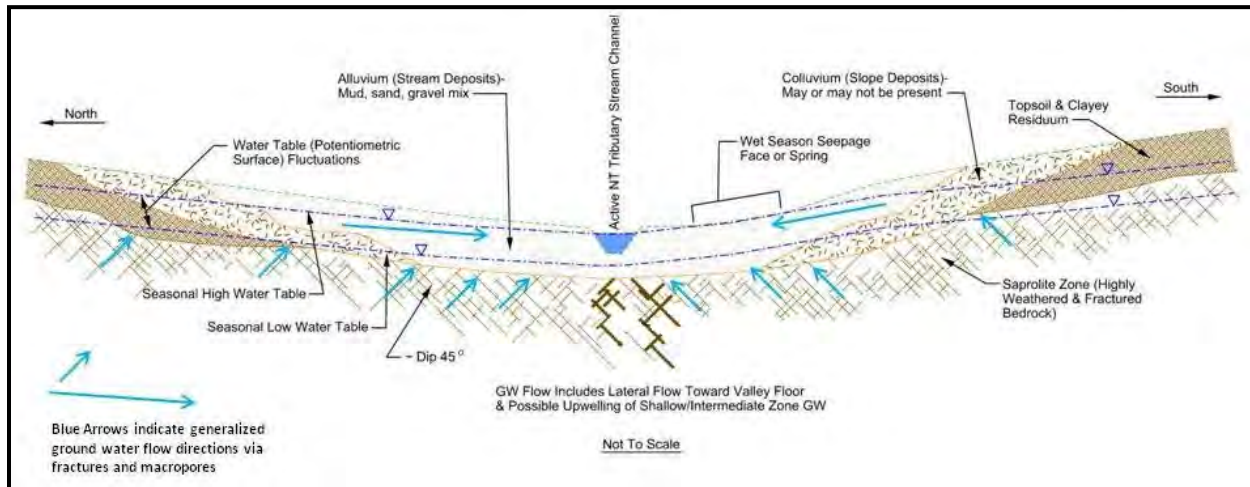 Active NT Tributary Stream Channel
Alluvium (Stream Deposits)-
Mud, sand, gravel mix
Colluvium (Slope Deposits)-
May or may not be present
North
South
Topsoil & Clayey
Residuum
Water Table (Potentiometric
Surface) Fluctuations
Wet Season Seepage
Face or Spring
Seasonal High Water Table
Seasonal Low Water Table
~ Dip 45°
Saprolite Zone (Highly
Weathered & Fractured
Bedrock)
GW Flow Includes Lateral Flow Toward Valley Floor
& Possible Upwelling of Shallow/Intermediate Zone GW
Not To Scale
Blue Arrows indicate generalized
ground water flow directions via
fractures and macropores